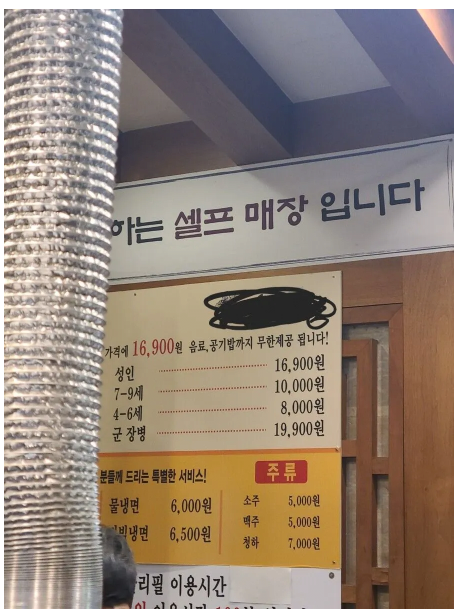 하는 셀프 매장 입니다
가격에 16,900원 음료,공기밥까지 무한제공 됩니다!
성인 16,900원
7-9세 10,000원
4-6세 8,000원
군 장병 19,900원
분들께 드리는 특별한 서비스!
주류
물냉면 6,000원
소주 5,000원
비빔냉면 6,500원
맥주 5,000원
청하 7,000원
리필 이용시간